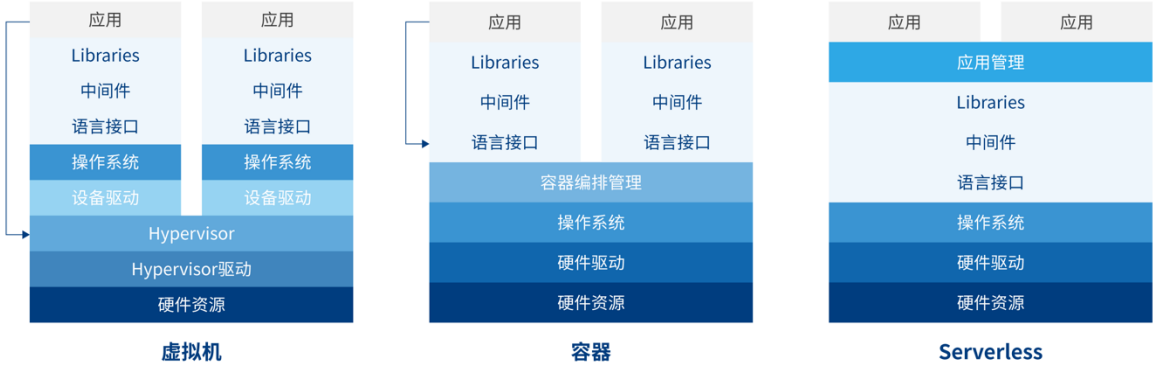 应用
应用
Libraries
Libraries
中间件
中间件
语言接口
语言接口
操作系统
操作系统
设备驱动
设备驱动
Hypervisor
Hypervisor驱动
硬件资源
虚拟机
应用
应用
Libraries
Libraries
中间件
中间件
语言接口
语言接口
容器编排管理
操作系统
硬件驱动
硬件资源
容器
应用
应用
应用管理
Libraries
中间件
语言接口
操作系统
硬件驱动
硬件资源
Serverless